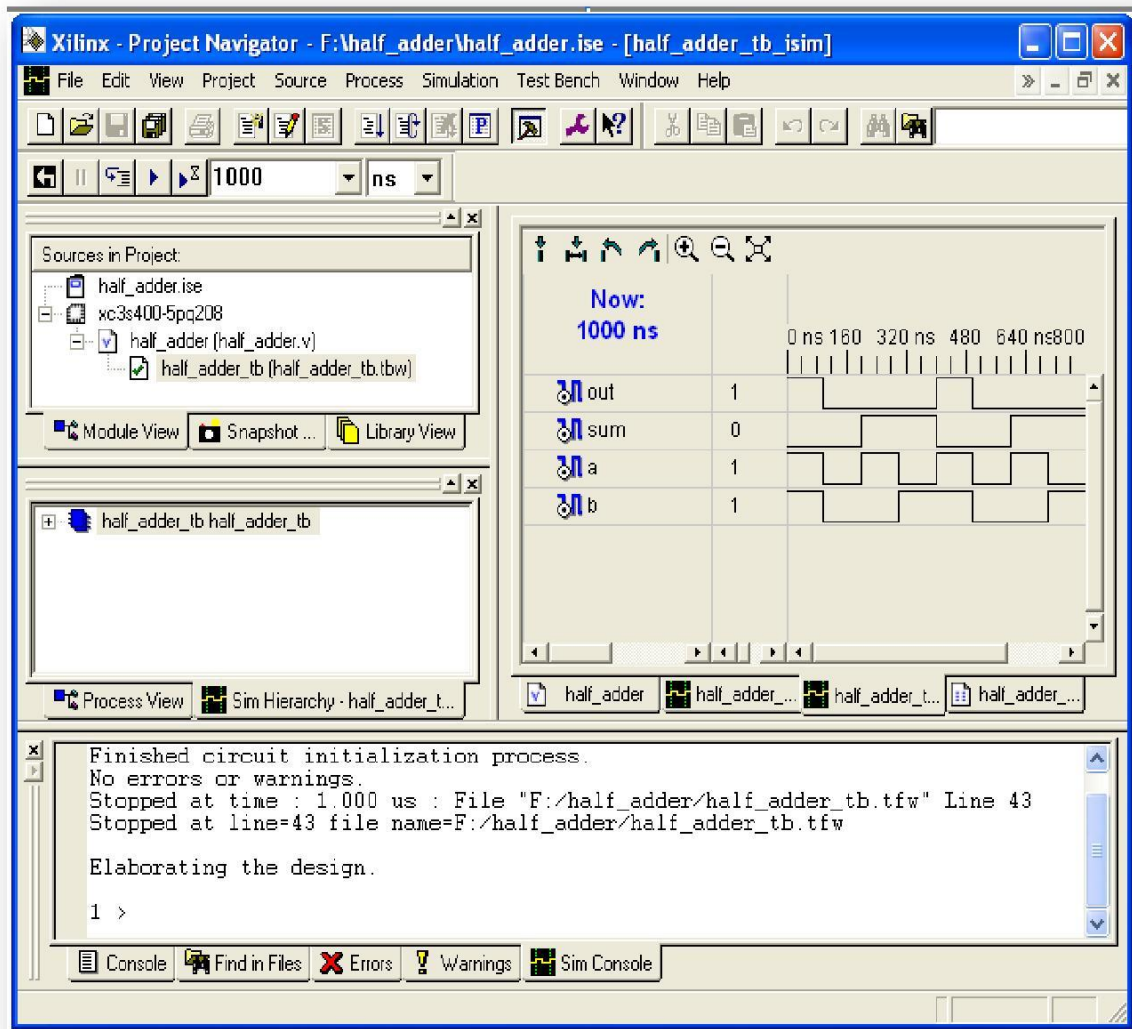 Xilinx - Project Navigator - F:\half_adder\half_adder.ise - [half_adder_tb_isim]
File Edit View Project Source Process Simulation Test Bench Window Help
1000 ns
Sources in Project:
half_adder.ise
xc3s400-5pq208
half_adder (half_adder.v)
half_adder_tb (half_adder_tb.tbw)
Module View Snapshot ... Library View
half_adder_tb half_adder_tb
Process View Sim Hierarchy - half_adder_t...
Now:
1000 ns
0 ns 160 320 ns 480 640 ns800
out 1
sum 0
a 1
b 1
half_adder half_adder_... half_adder_t... half_adder_...
Finished circuit initialization process.
No errors or warnings.
Stopped at time : 1.000 us : File "F:/half_adder/half_adder_tb.tfw" Line 43
Stopped at line=43 file name=F:/half_adder/half_adder_tb.tfw
Elaborating the design.
1 >
Console Find in Files Errors Warnings Sim Console